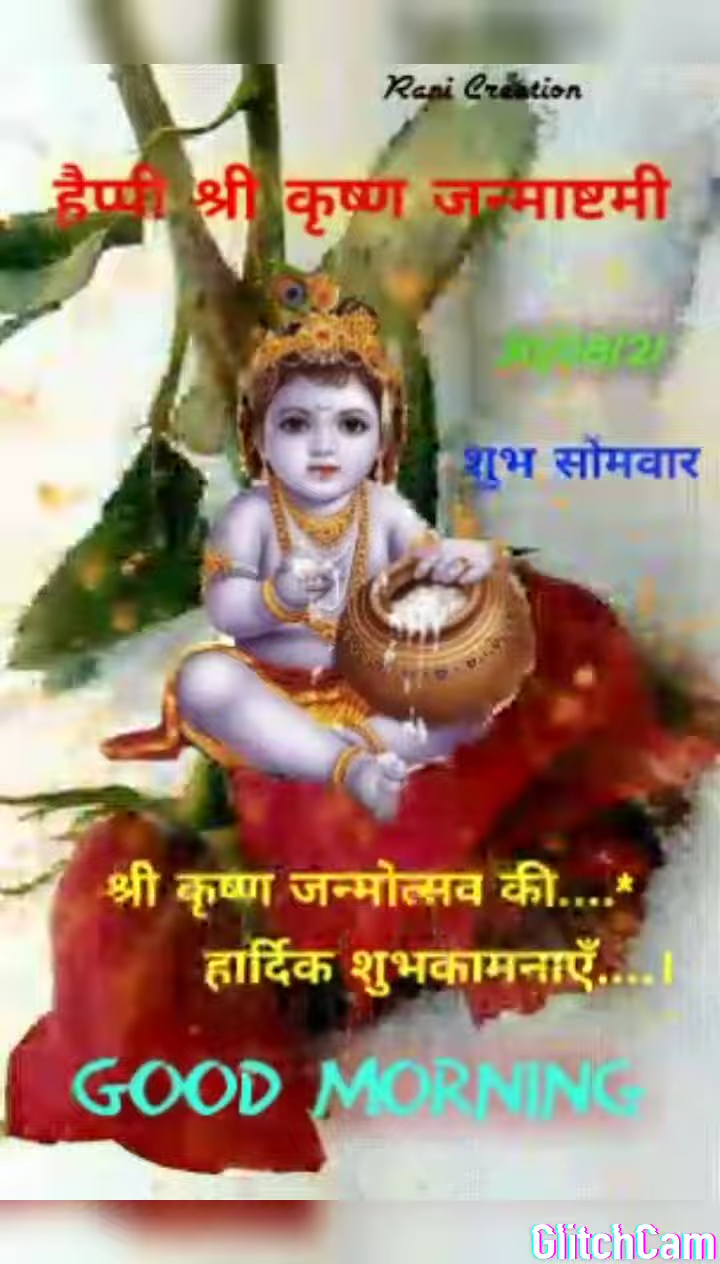 Rani Creation
हैप्पी श्री कृष्ण जन्माष्टमी
शुभ सोमवार
श्री कृष्ण जन्मोत्सव की....*
हार्दिक शुभकामनाएँ....।
GOOD MORNING
GlitchCam